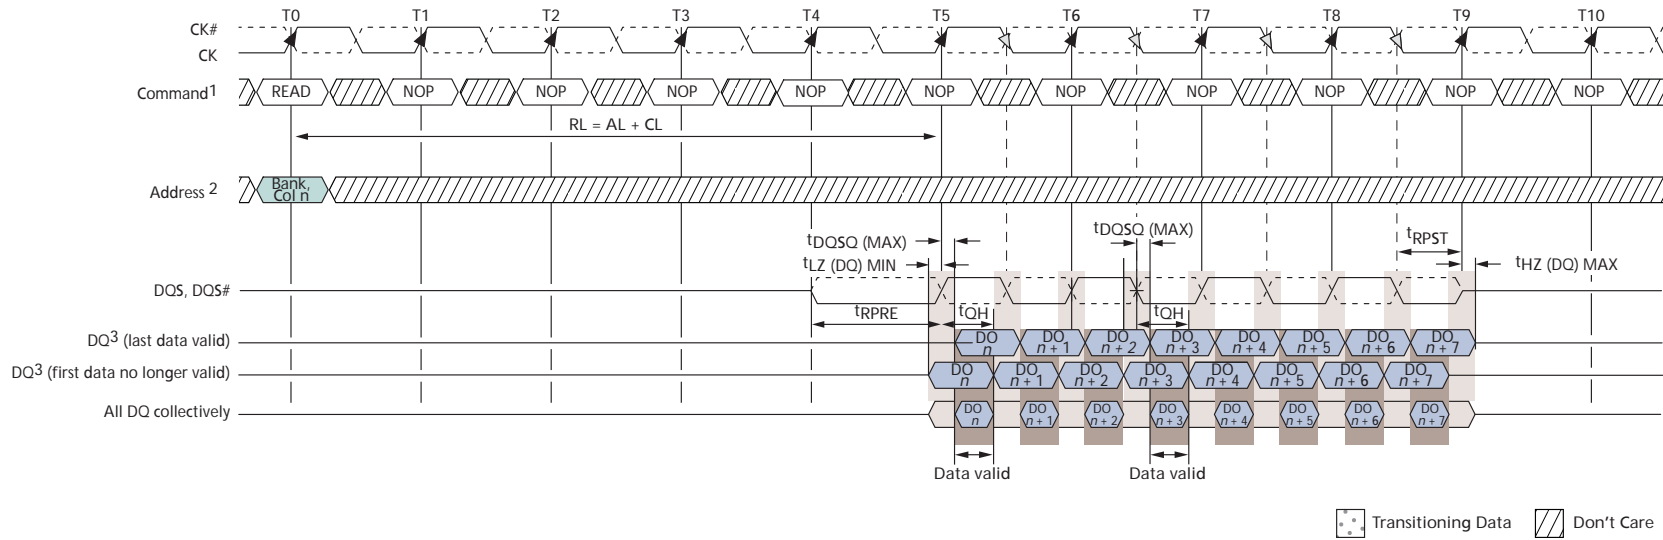 T0 T1 T2 T3 T4 T5 T6 T7 T8 T9 T10
CK#
CK
Command1 READ NOP NOP NOP NOP NOP NOP NOP NOP NOP NOP
RL = AL + CL
Address 2 Bank, Col n
tDQSQ (MAX) tDQSQ (MAX) tRPST
tLZ (DQ) MIN tHZ (DQ) MAX
DQS, DQS#
tRPRE tQH tQH
DQ3 (last data valid) DO n DO n + 1 DO n + 2 DO n + 3 DO n + 4 DO n + 5 DO n + 6 DO n + 7
DQ3 (first data no longer valid) DO n DO n + 1 DO n + 2 DO n + 3 DO n + 4 DO n + 5 DO n + 6 DO n + 7
All DQ collectively DO n DO n + 1 DO n + 2 DO n + 3 DO n + 4 DO n + 5 DO n + 6 DO n + 7
Data valid Data valid
Transitioning Data Don't Care